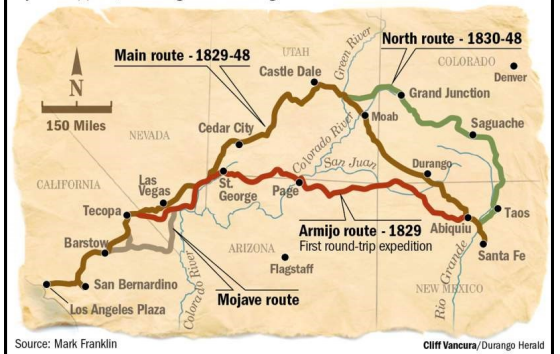 Main route - 1829-48
UTAH
Green River
North route - 1830-48
COLORADO
Denver
Castle Dale
Grand Junction
N
150 Miles
Moab
Saguache
NEVADA
Cedar City
Colorado River
San Juan
Durango
CALIFORNIA
Las
Vegas
St.
George
Page
Tecopa
Taos
Abiquiu
Armijo route - 1829
First round-trip expedition
Barstow
ARIZONA
Santa Fe
Flagstaff
San Bernardino
Colorado River
Mojave route
NEW MEXICO
Rio Grande
Los Angeles Plaza
Source: Mark Franklin
Cliff Vancura/Durango Herald